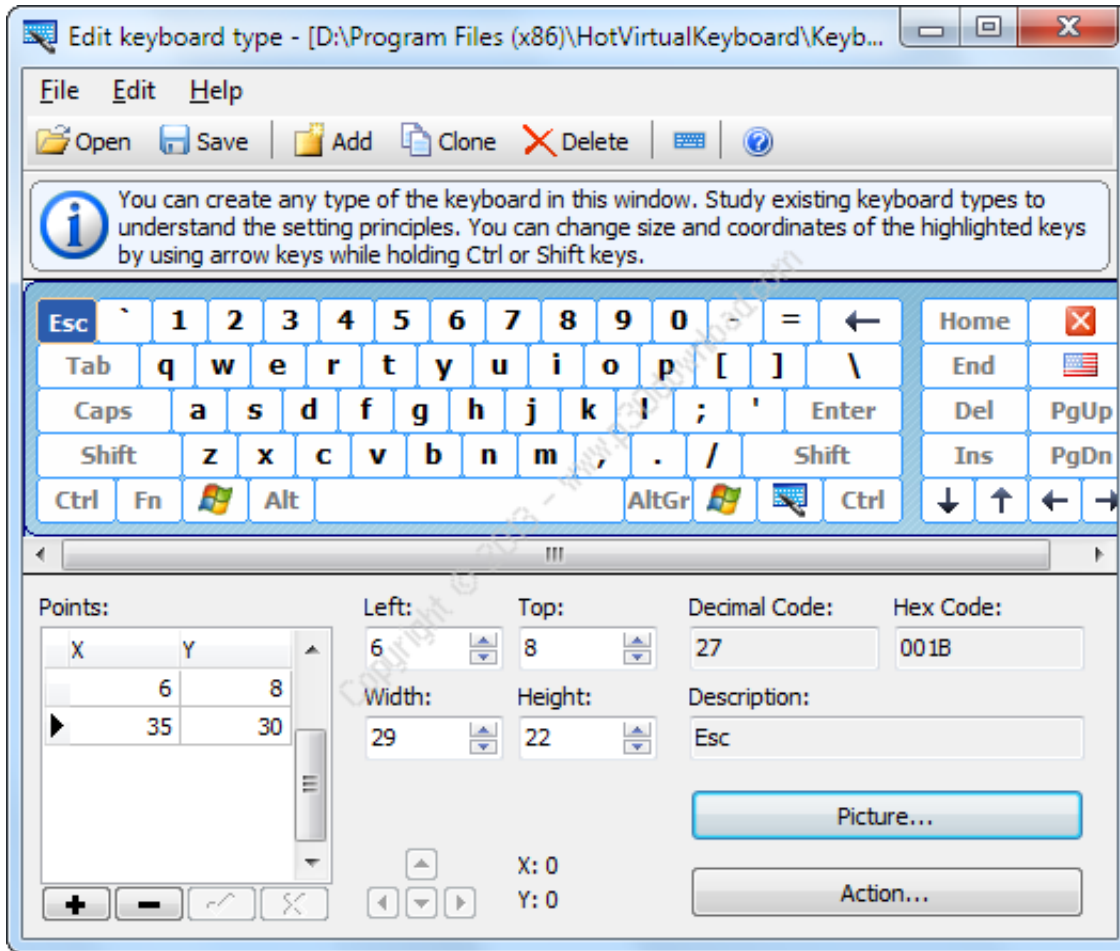 Edit keyboard type - [D:\Program Files (x86)\HotVirtualKeyboard\Keyb...
File Edit Help
Open Save Add Clone Delete
You can create any type of the keyboard in this window. Study existing keyboard types to
understand the setting principles. You can change size and coordinates of the highlighted keys
by using arrow keys while holding Ctrl or Shift keys.
Esc ` 1 2 3 4 5 6 7 8 9 0 - = ← Home
Tab q w e r t y u i o p [ ] \ End
Caps a s d f g h j k l ; ' Enter Del PgUp
Shift z x c v b n m , . / Shift Ins PgDn
Ctrl Fn Alt AltGr Ctrl ↓ ↑ ← →
Copyright © 2013 - www.p30download.com
Points: Left: Top: Decimal Code: Hex Code:
X Y 6 8 27 001B
6 8 Width: Height: Description:
35 30 29 22 Esc
Picture...
X: 0
Y: 0
Action...